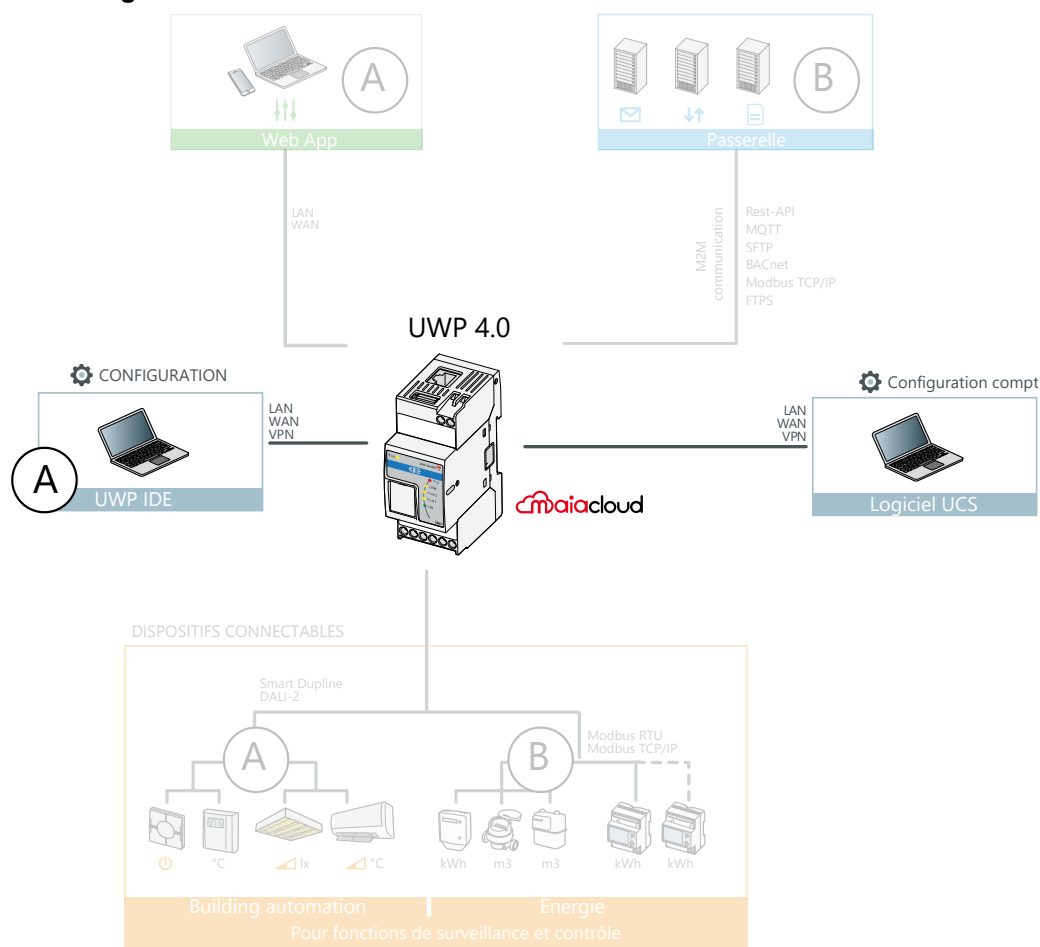 A
B
Web App
Passerelle
LAN
WAN
M2M
communication
Rest-API
MQTT
SFTP
BACnet
Modbus TCP/IP
FTPS
UWP 4.0
CONFIGURATION
LAN
WAN
VPN
A
UWP IDE
maiacloud
Configuration compt
LAN
WAN
VPN
Logiciel UCS
DISPOSITIFS CONNECTABLES
Smart Dupline
DALI-2
Modbus RTU
Modbus TCP/IP
A
B
°C
lx
°C
kWh
m3
m3
kWh
kWh
Building automation
Energie
Pour fonctions de surveillance et contrôle